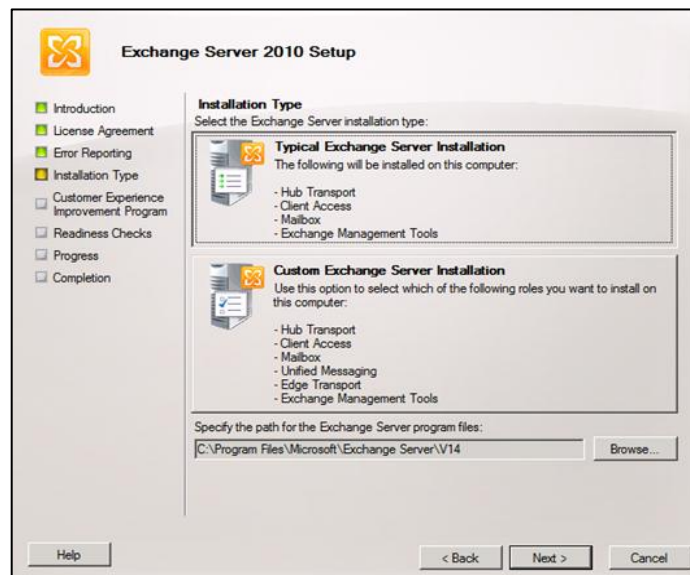 Exchange Server 2010 Setup
Introduction
License Agreement
Error Reporting
Installation Type
Customer Experience
Improvement Program
Readiness Checks
Progress
Completion
Installation Type
Select the Exchange Server installation type:
Typical Exchange Server Installation
The following will be installed on this computer:
- Hub Transport
- Client Access
- Mailbox
- Exchange Management Tools
Custom Exchange Server Installation
Use this option to select which of the following roles you want to install on
this computer:
- Hub Transport
- Client Access
- Mailbox
- Unified Messaging
- Edge Transport
- Exchange Management Tools
Specify the path for the Exchange Server program files:
C:\Program Files\Microsoft\Exchange Server\V14
Browse...
Help
< Back
Next >
Cancel